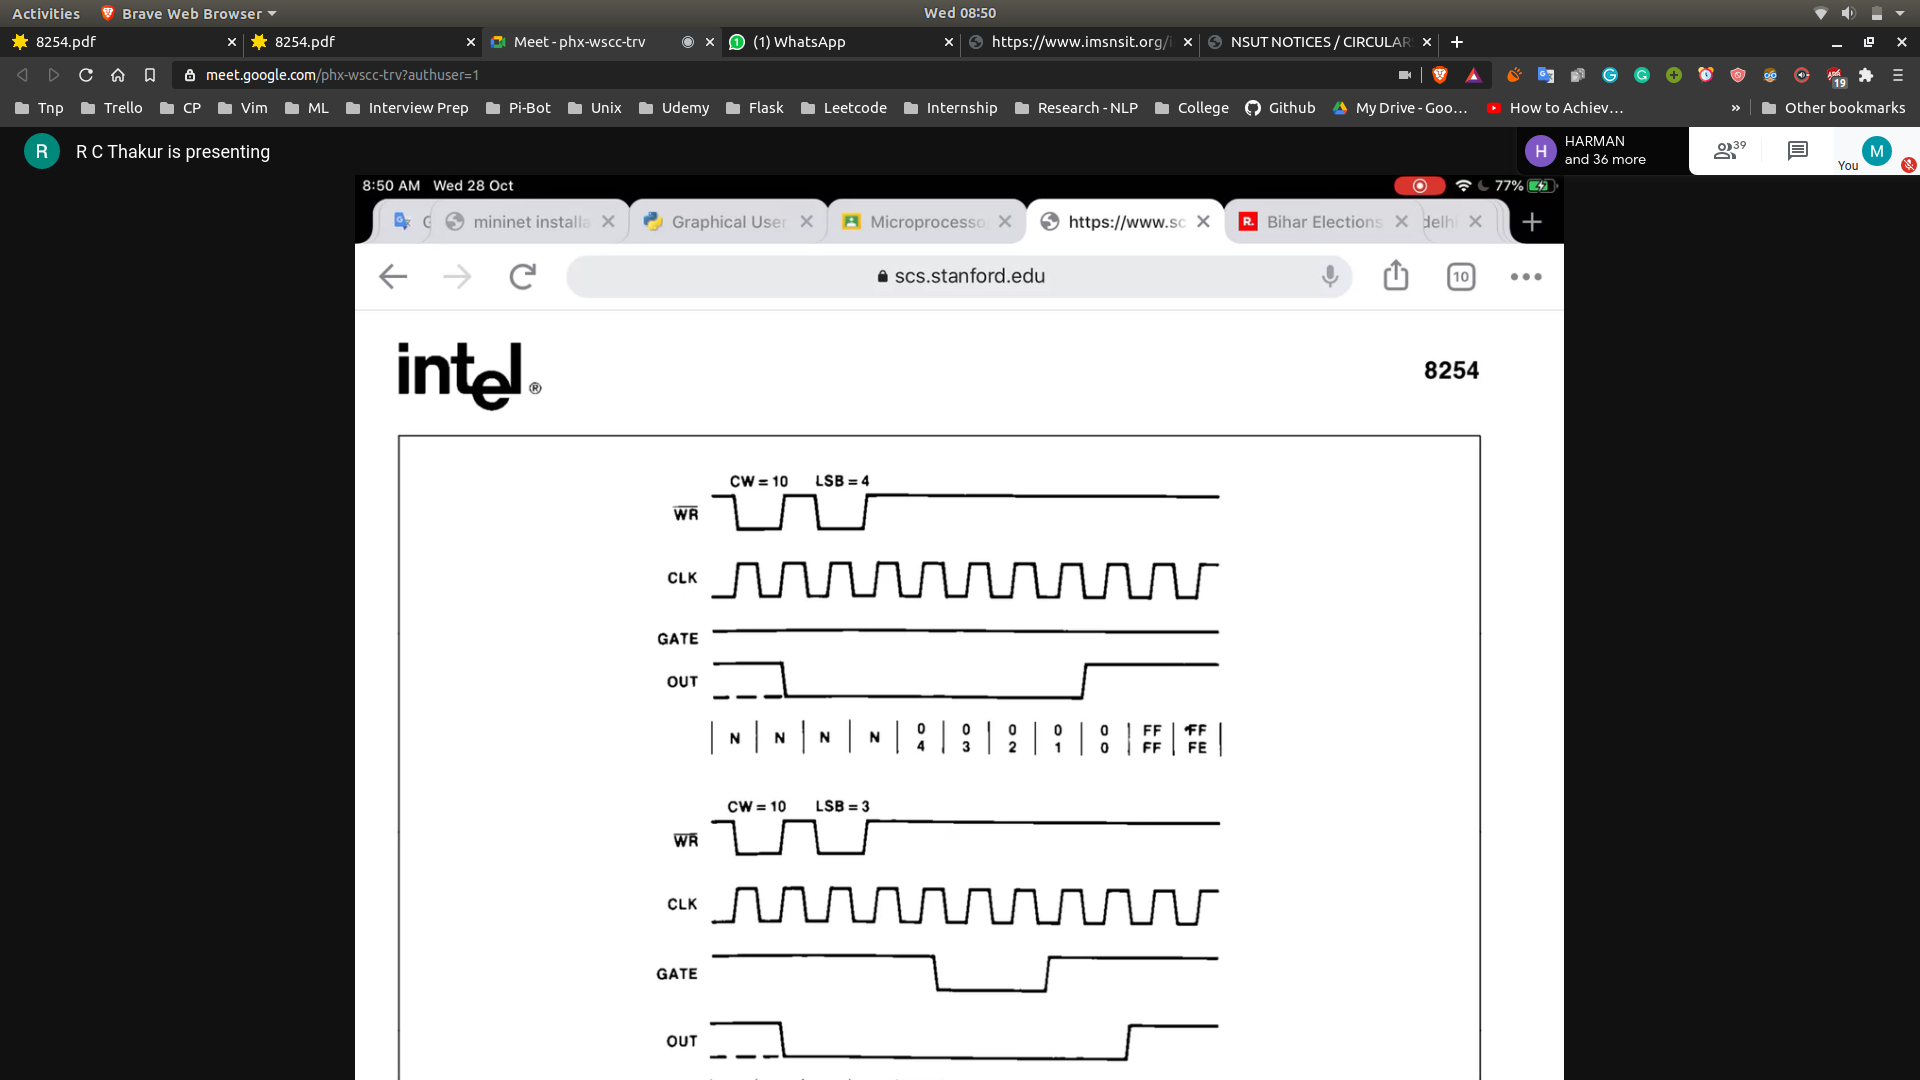 Activities Brave Web Browser Wed 08:50
8254.pdf 8254.pdf Meet - phx-wscc-trv (1) WhatsApp https://www.imsnsit.org/i NSUT NOTICES / CIRCULAR
meet.google.com/phx-wscc-trv?authuser=1 19
Tnp Trello CP Vim ML Interview Prep Pi-Bot Unix Udemy Flask Leetcode Internship Research - NLP College Github My Drive - Goo... How to Achiev... » Other bookmarks
R R C Thakur is presenting
H HARMAN
and 36 more
39
You M
8:50 AM Wed 28 Oct 77%
mininet installa Graphical User Microprocesso https://www.sc R. Bihar Elections delhi
scs.stanford.edu 10
intel® 8254
CW = 10 LSB = 4
WR
CLK
GATE
OUT
N N N N 0 0 0 0 0 FF FF
4 3 2 1 0 FF FE
CW = 10 LSB = 3
WR
CLK
GATE
OUT